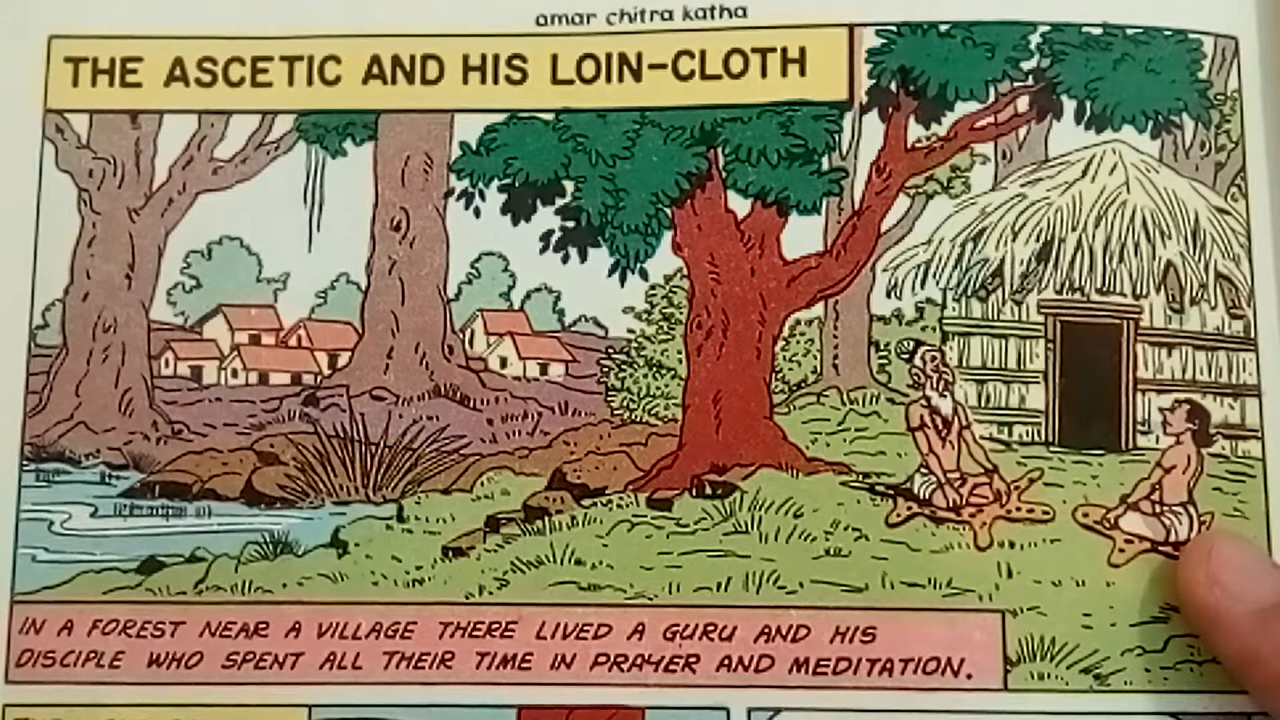 amar chitra katha
THE ASCETIC AND HIS LOIN-CLOTH
IN A FOREST NEAR A VILLAGE THERE LIVED A GURU AND HIS
DISCIPLE WHO SPENT ALL THEIR TIME IN PRAYER AND MEDITATION.